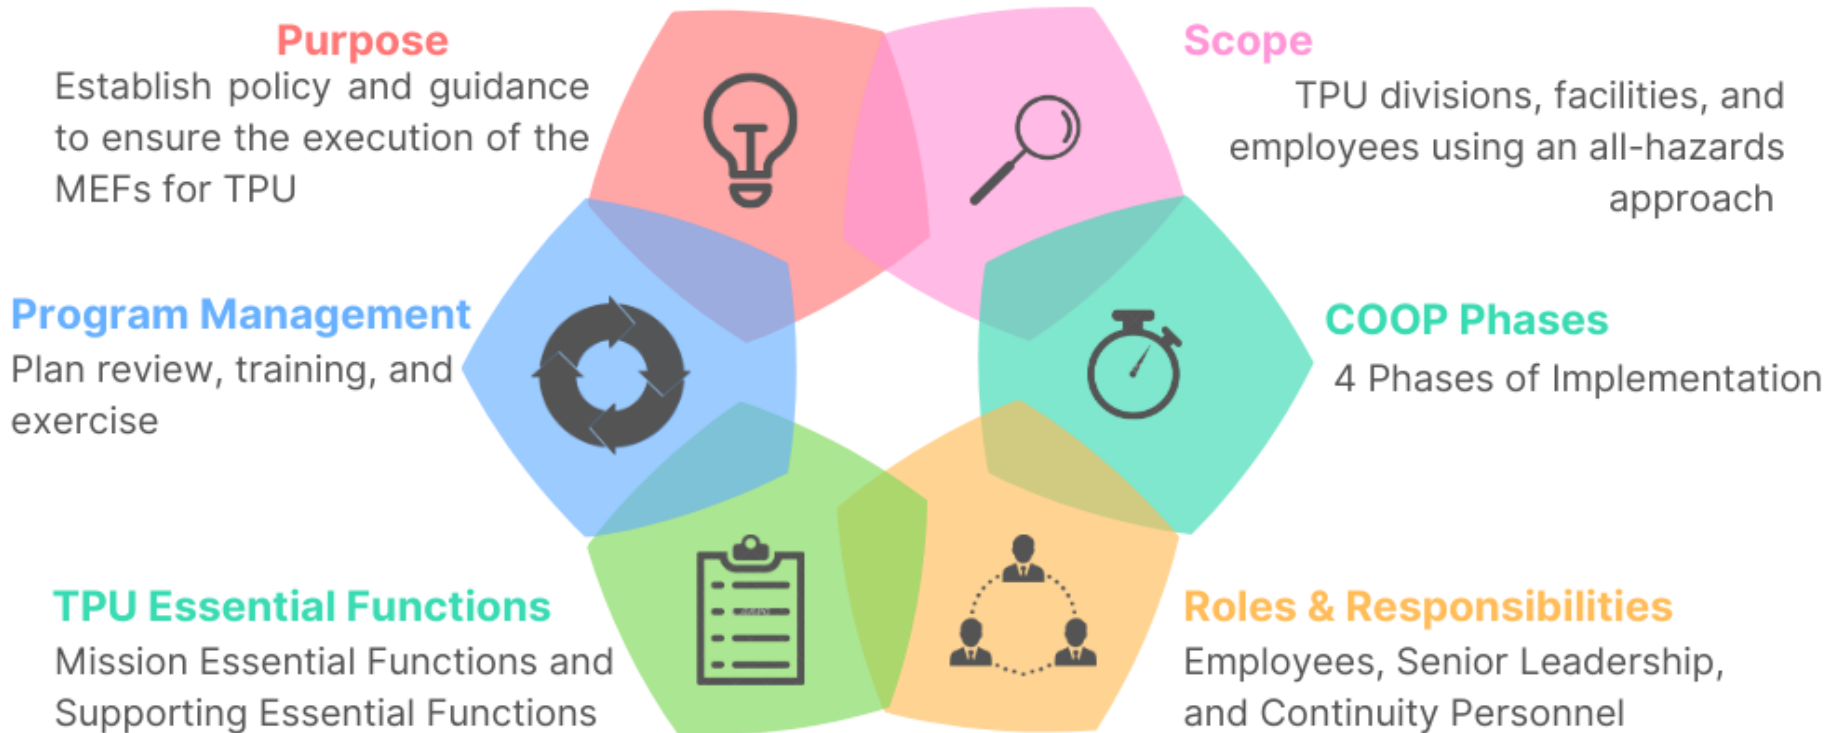 Purpose
Establish policy and guidance
to ensure the execution of the
MEFs for TPU
Scope
TPU divisions, facilities, and
employees using an all-hazards
approach
Program Management
Plan review, training, and
exercise
COOP Phases
4 Phases of Implementation
TPU Essential Functions
Mission Essential Functions and
Supporting Essential Functions
Roles & Responsibilities
Employees, Senior Leadership,
and Continuity Personnel